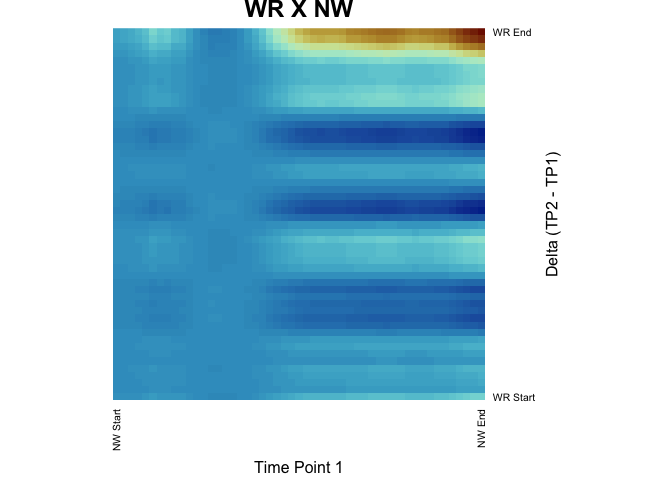 WR X NW
WR End
Delta (TP2 - TP1)
WR Start
NW Start
NW End
Time Point 1